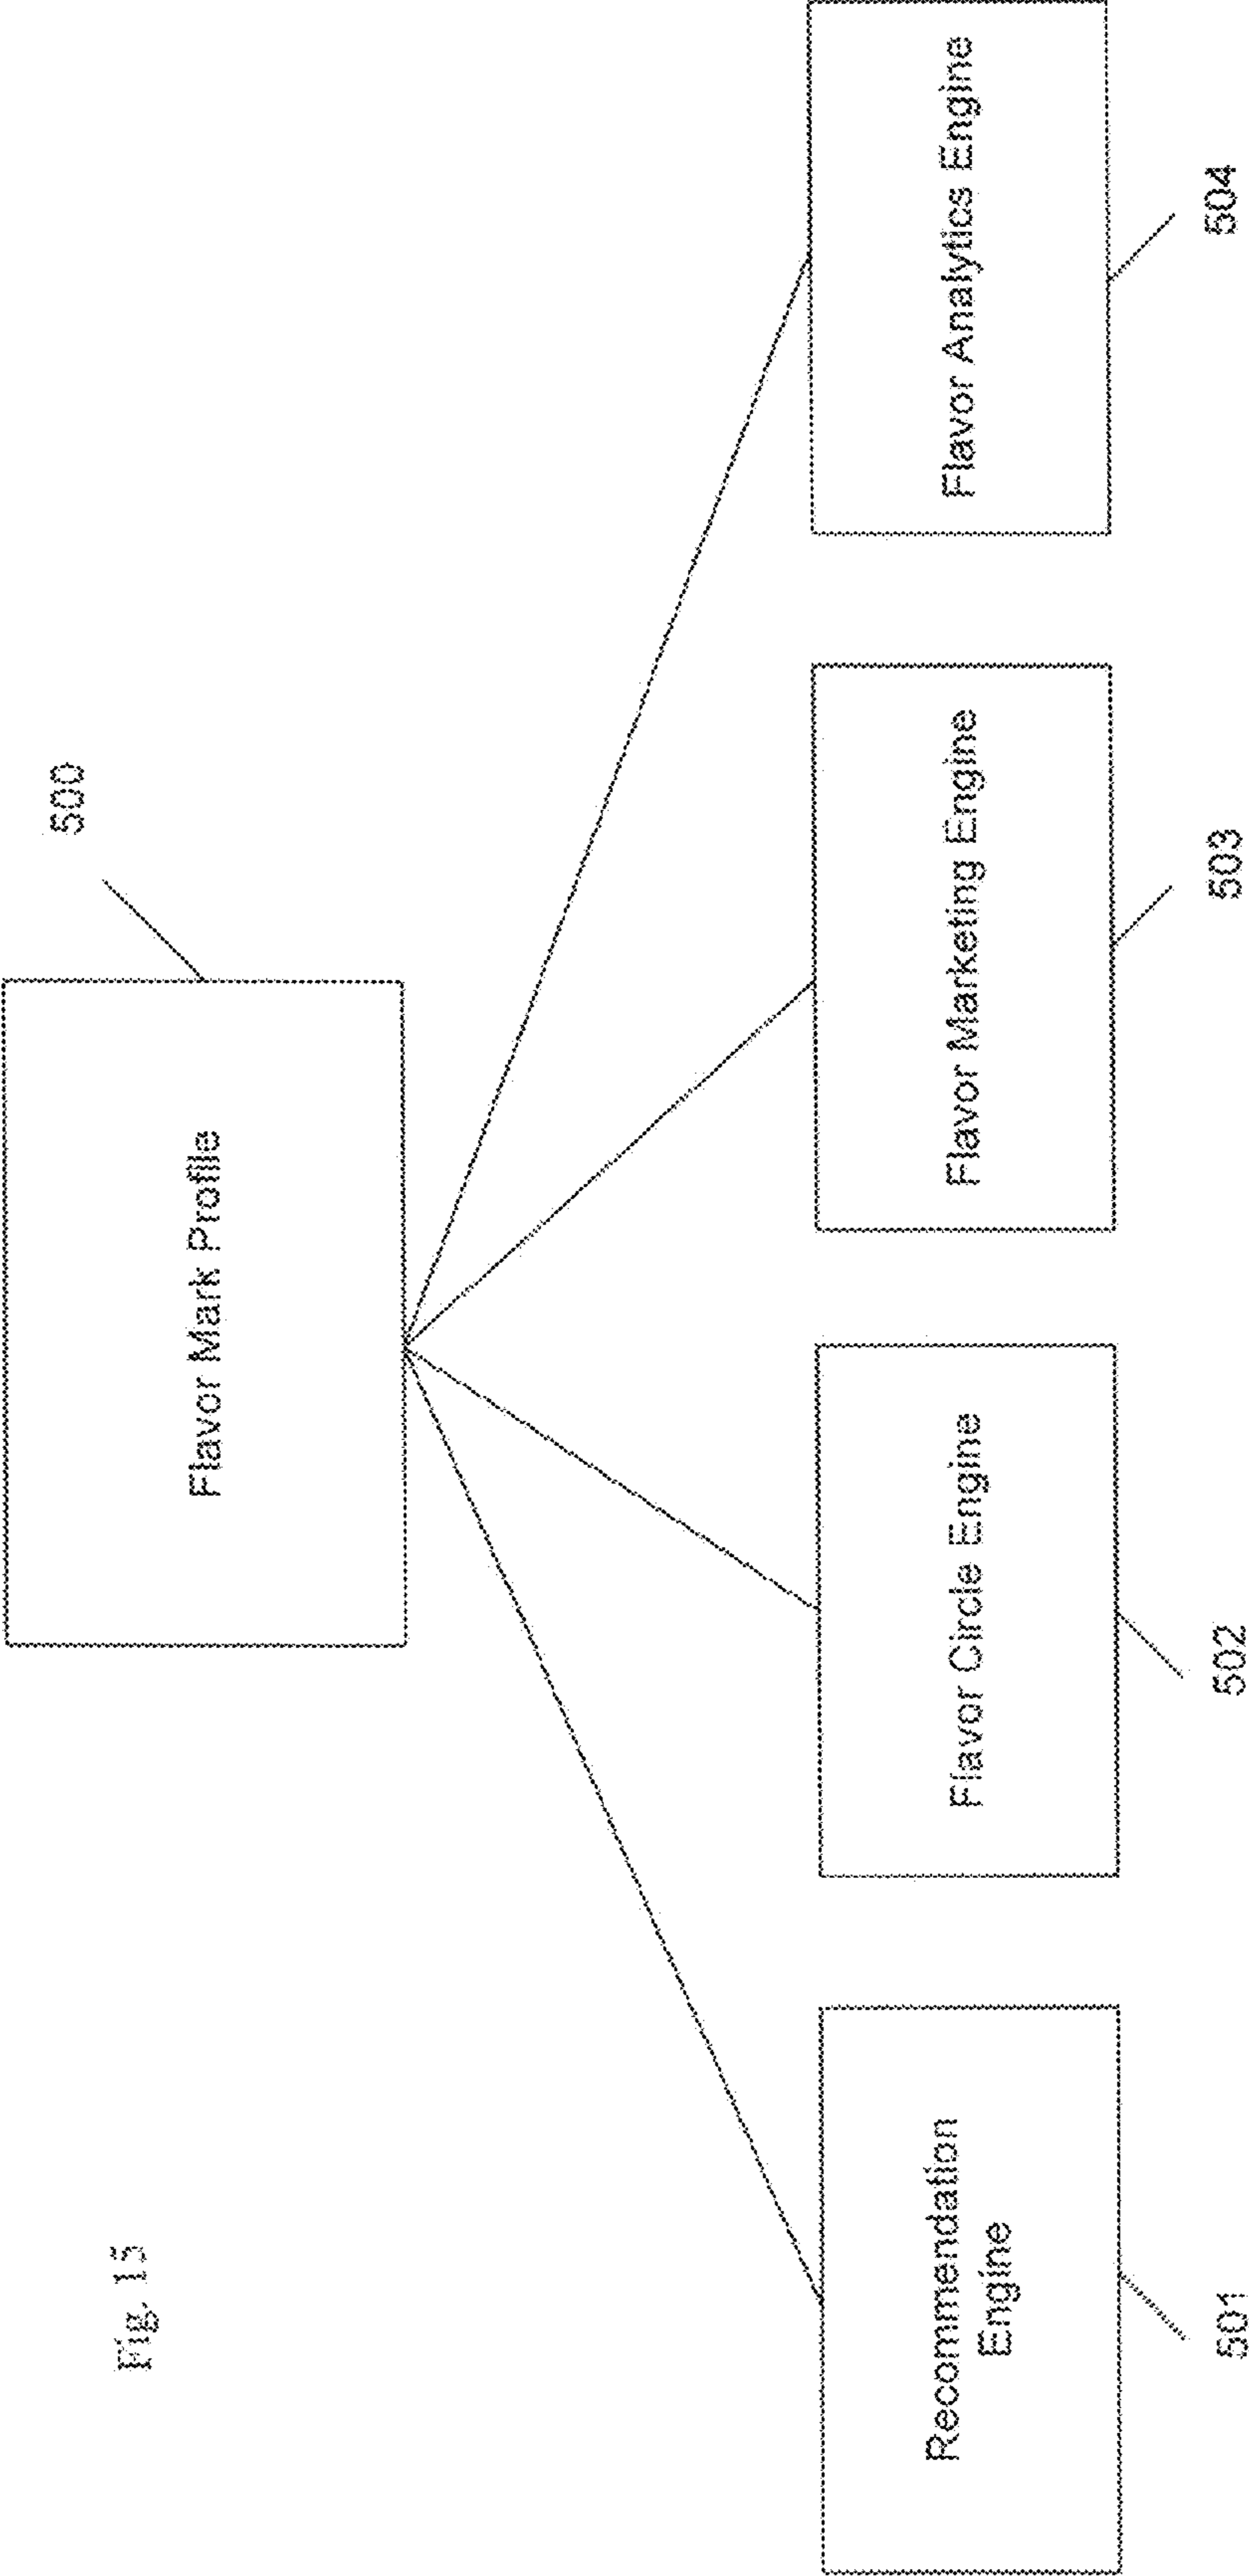 Fig. 15
Flavor Mark Profile
500
Recommendation
Engine
Flavor Circle Engine
Flavor Marketing Engine
Flavor Analytics Engine
501
502
503
504